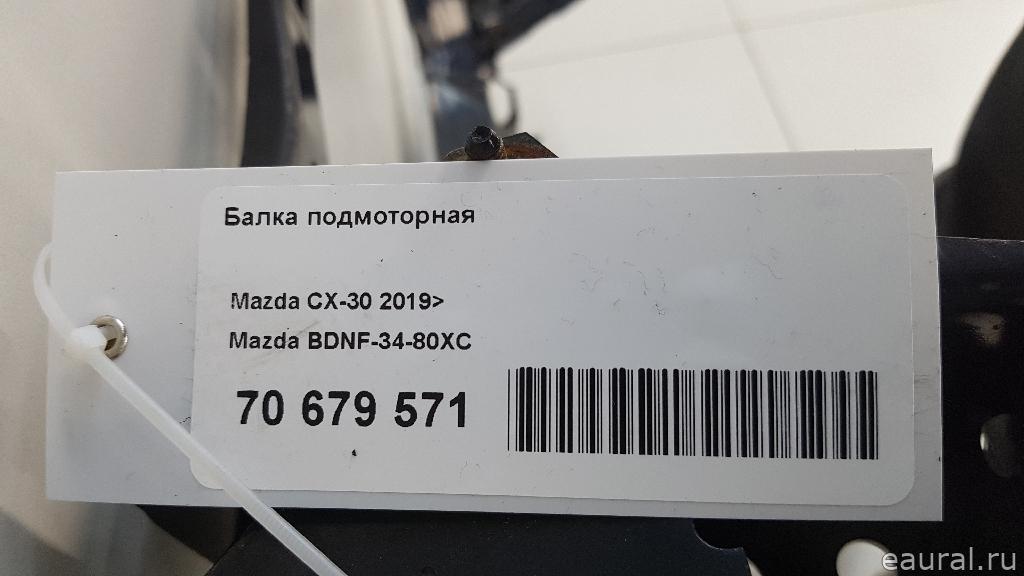 Балка подмоторная
Mazda CX-30 2019>
Mazda BDNF-34-80XC
70 679 571
eaural.ru